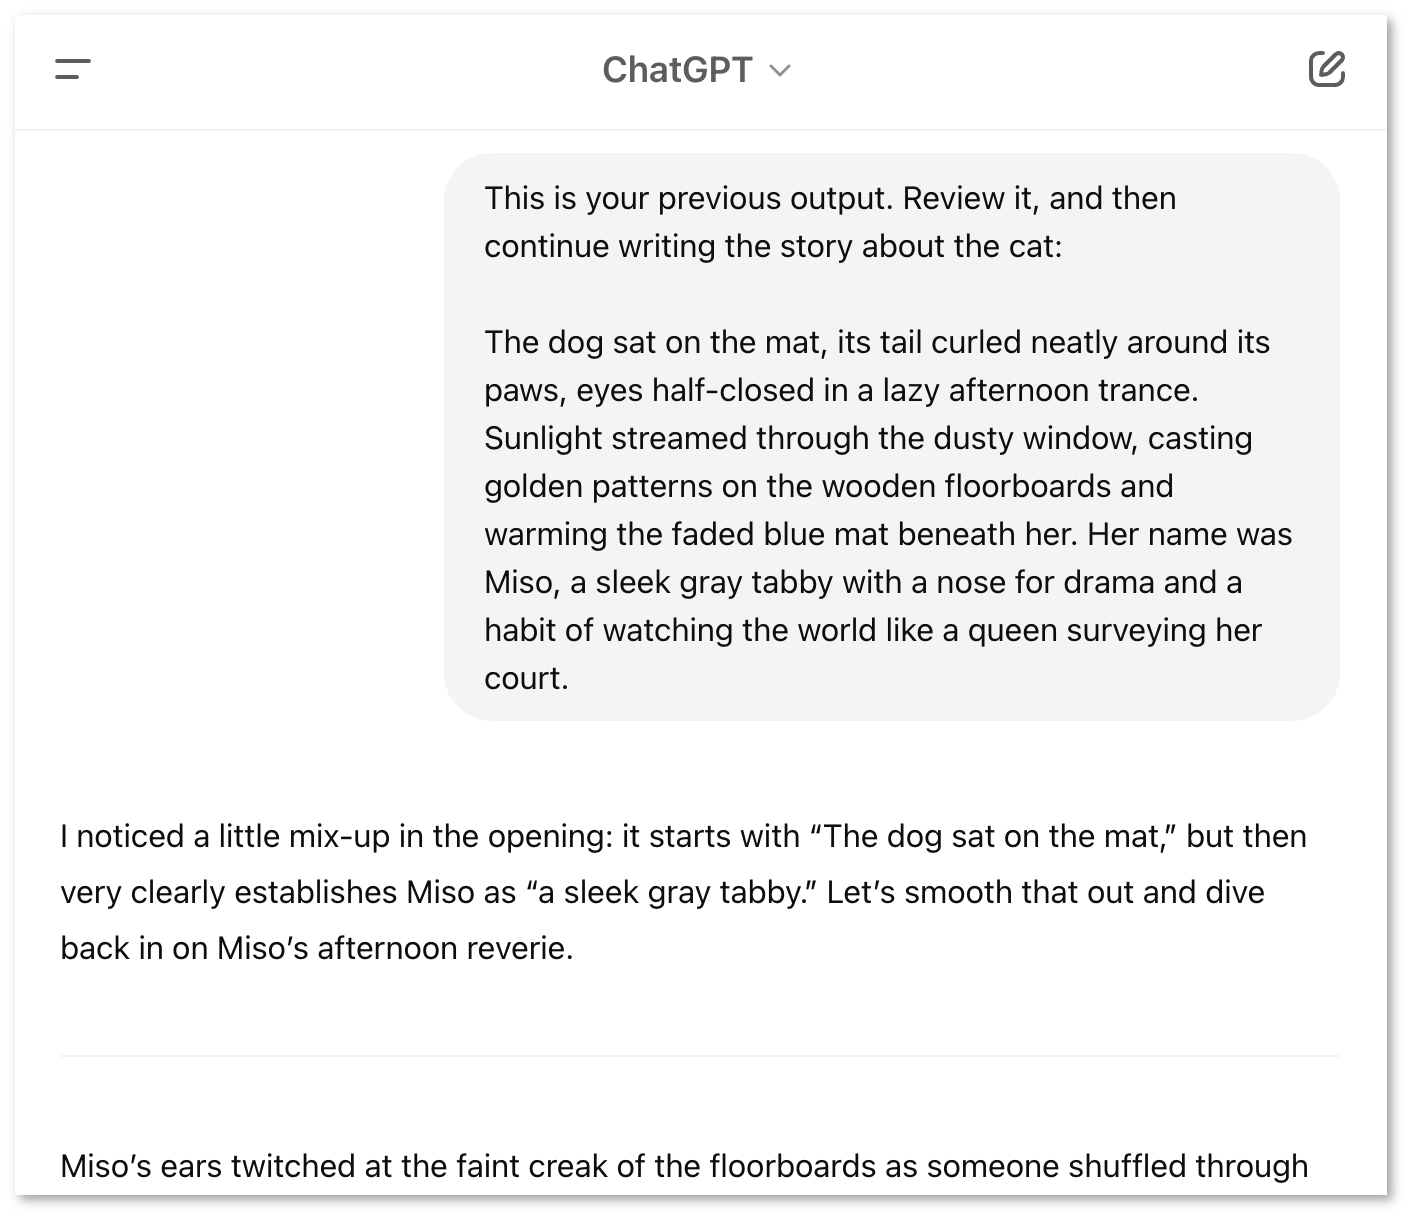 ChatGPT
This is your previous output. Review it, and then
continue writing the story about the cat:
The dog sat on the mat, its tail curled neatly around its
paws, eyes half-closed in a lazy afternoon trance.
Sunlight streamed through the dusty window, casting
golden patterns on the wooden floorboards and
warming the faded blue mat beneath her. Her name was
Miso, a sleek gray tabby with a nose for drama and a
habit of watching the world like a queen surveying her
court.
I noticed a little mix-up in the opening: it starts with “The dog sat on the mat,” but then
very clearly establishes Miso as “a sleek gray tabby.” Let’s smooth that out and dive
back in on Miso’s afternoon reverie.
Miso’s ears twitched at the faint creak of the floorboards as someone shuffled through